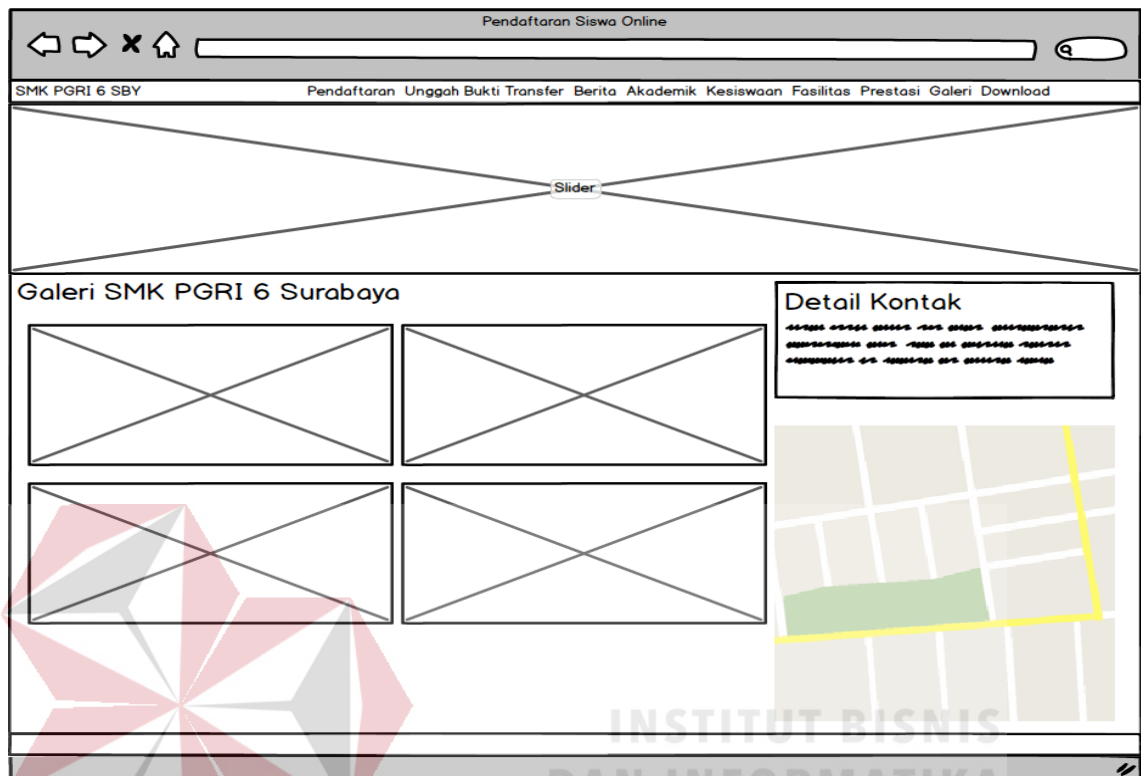 Pendaftaran Siswa Online
SMK PGRI 6 SBY Pendaftaran Unggah Bukti Transfer Berita Akademik Kesiswaan Fasilitas Prestasi Galeri Download
Slider
Galeri SMK PGRI 6 Surabaya
Detail Kontak
INSTITUT BISNIS
DAN INFORMATIKA